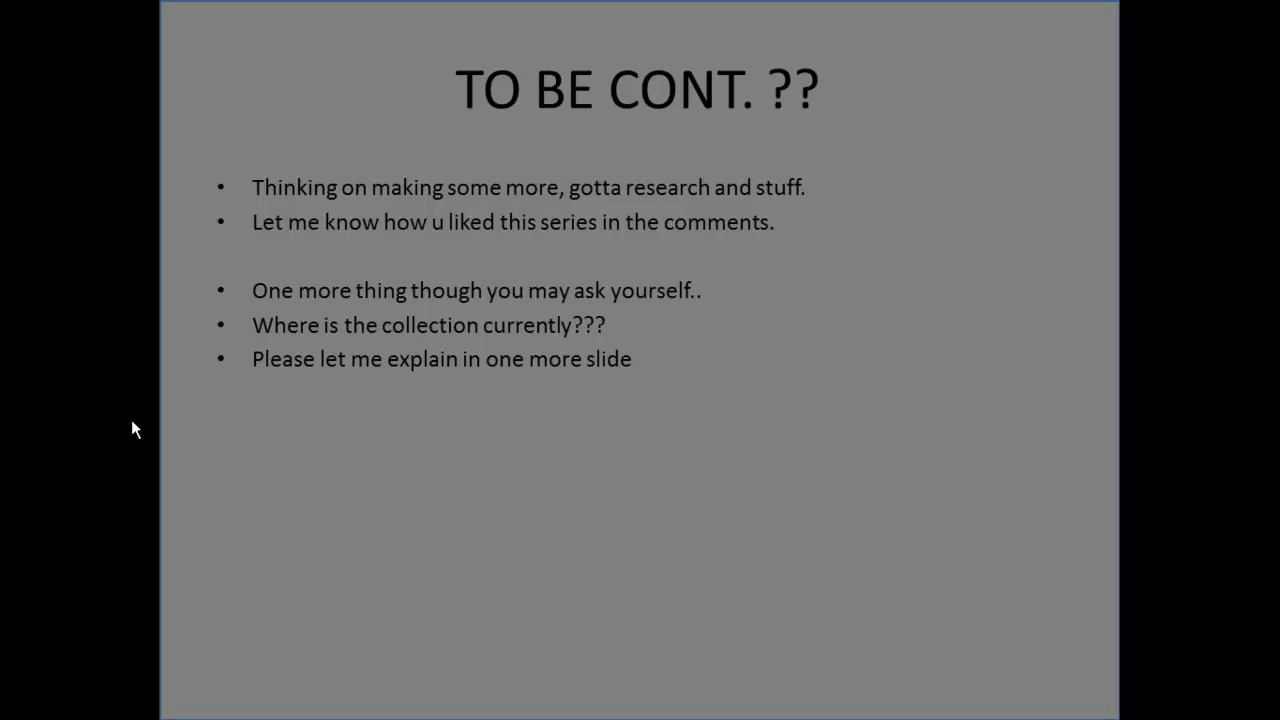 TO BE CONT. ??
• Thinking on making some more, gotta research and stuff.
• Let me know how u liked this series in the comments.
• One more thing though you may ask yourself..
• Where is the collection currently???
• Please let me explain in one more slide